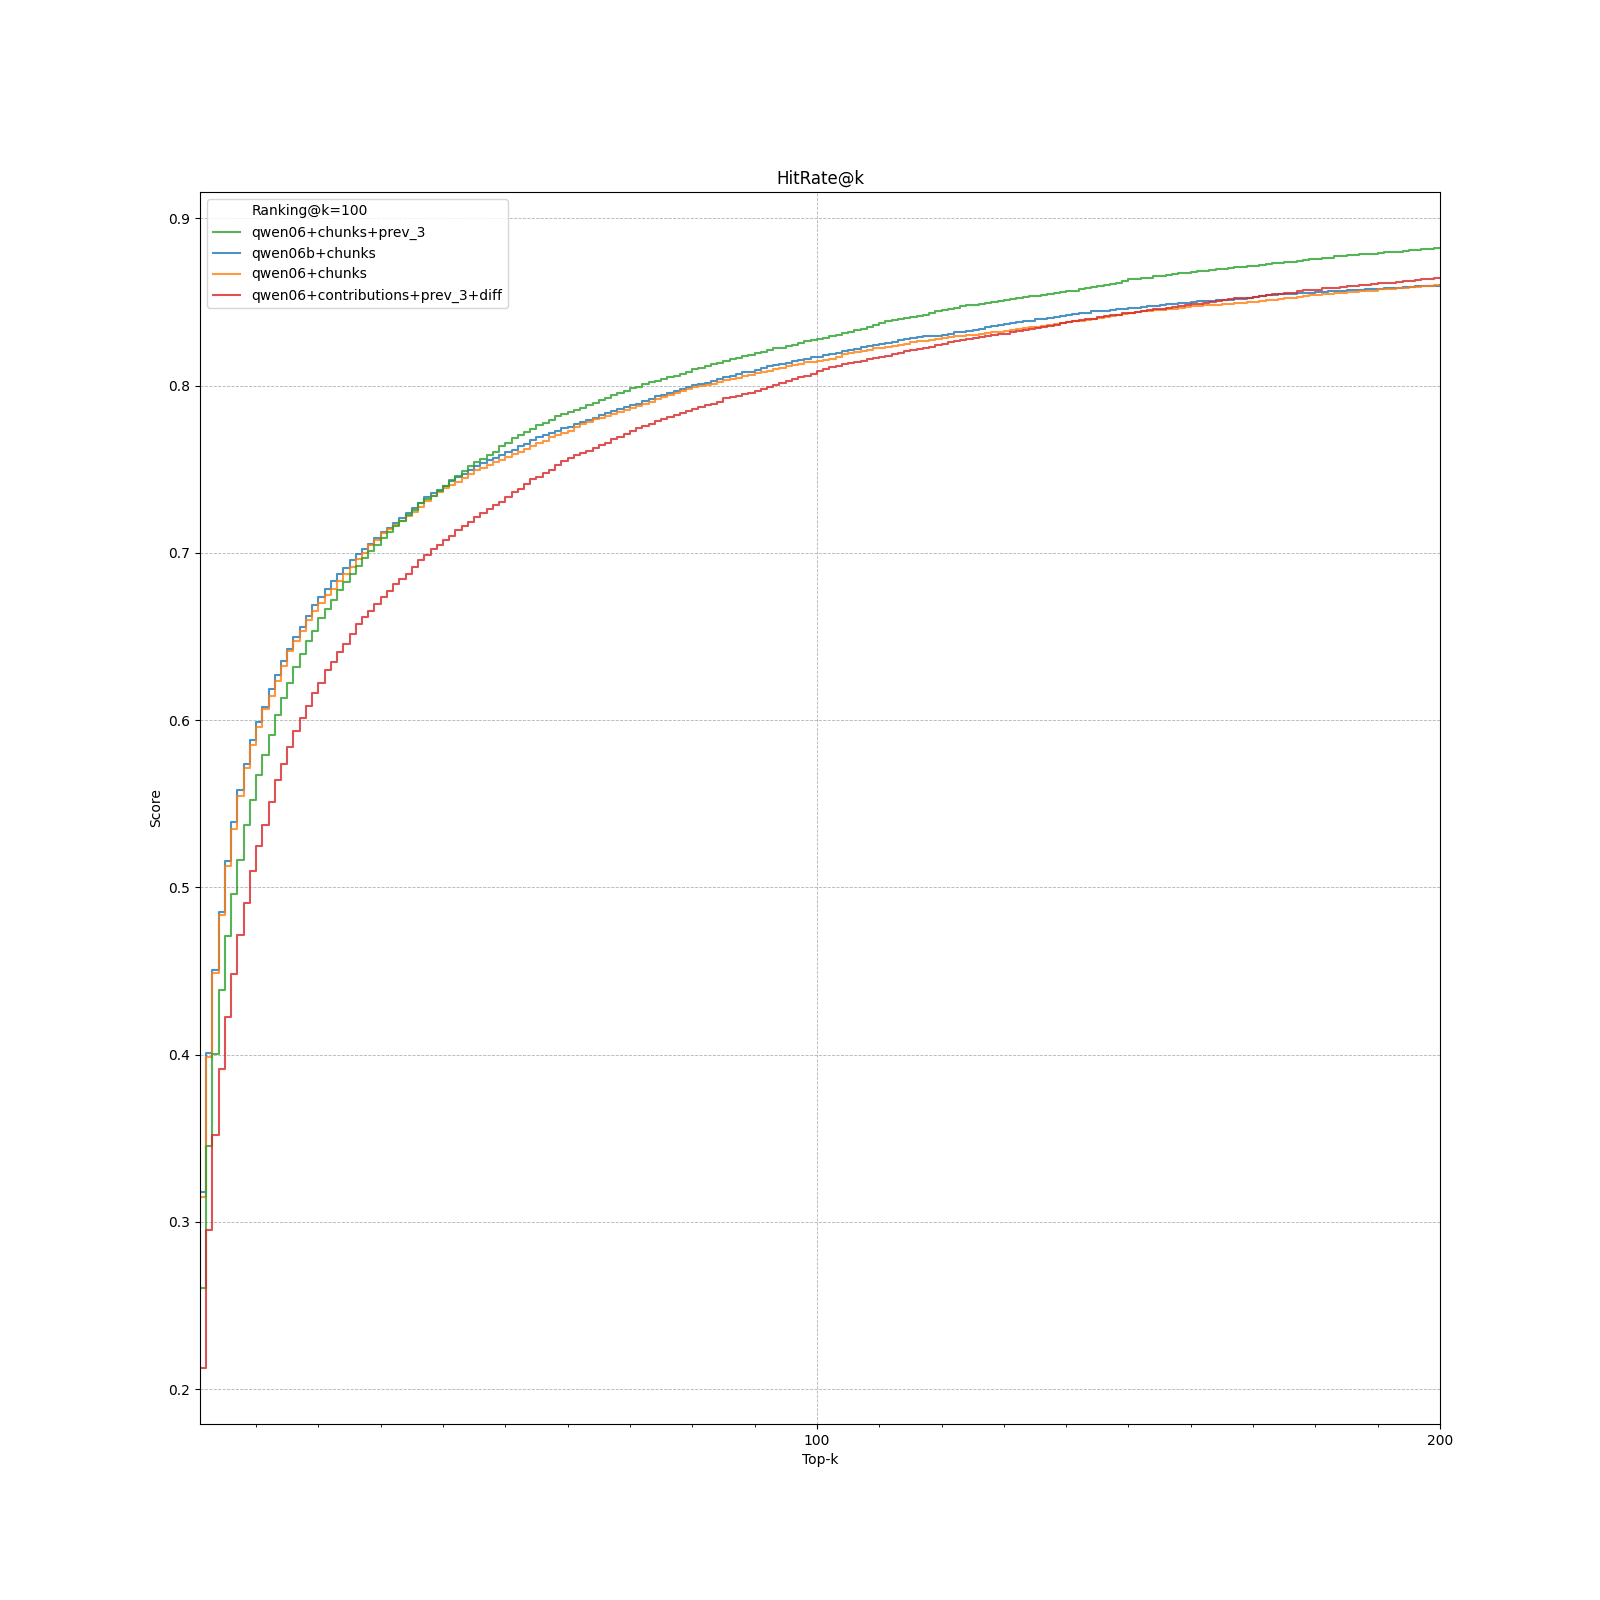 HitRate@k
Ranking@k=100
qwen06+chunks+prev_3
qwen06b+chunks
qwen06+chunks
qwen06+contributions+prev_3+diff
0.9
0.8
0.7
0.6
0.5
0.4
0.3
0.2
Score
100
200
Top-k